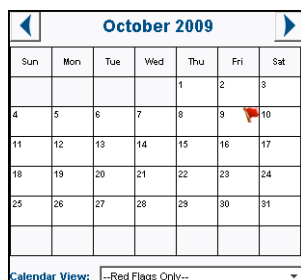 October 2009
Sun Mon Tue Wed Thu Fri Sat
1 2 3
4 5 6 7 8 9 10
11 12 13 14 15 16 17
18 19 20 21 22 23 24
25 26 27 28 29 30 31
Calendar View: --Red Flags Only--